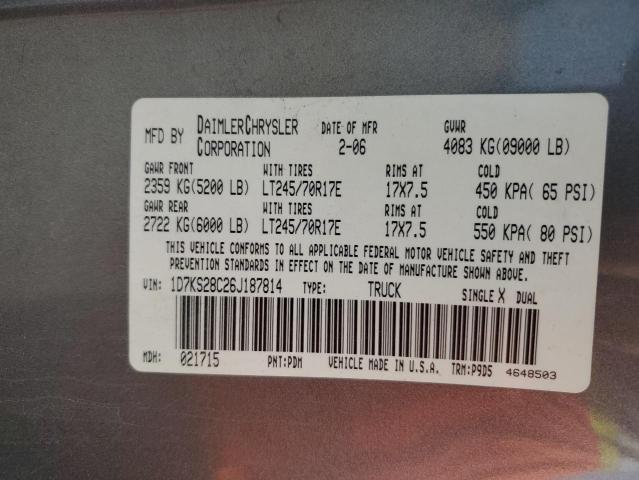 MFD BY DAIMLERCHRYSLER CORPORATION DATE OF MFR 2-06 GVWR 4083 KG(09000 LB)
GAWR FRONT WITH TIRES RIMS AT COLD
2359 KG(5200 LB) LT245/70R17E 17X7.5 450 KPA( 65 PSI)
GAWR REAR WITH TIRES RIMS AT COLD
2722 KG(6000 LB) LT245/70R17E 17X7.5 550 KPA( 80 PSI)
THIS VEHICLE CONFORMS TO ALL APPLICABLE FEDERAL MOTOR VEHICLE SAFETY AND THEFT
PREVENTION STANDARDS IN EFFECT ON THE DATE OF MANUFACTURE SHOWN ABOVE.
VIN: 1D7KS28C26J187814 TYPE: TRUCK SINGLE X DUAL
MDH: 021715 PNT:PDM VEHICLE MADE IN U.S.A. TRM:P9D5 4648503